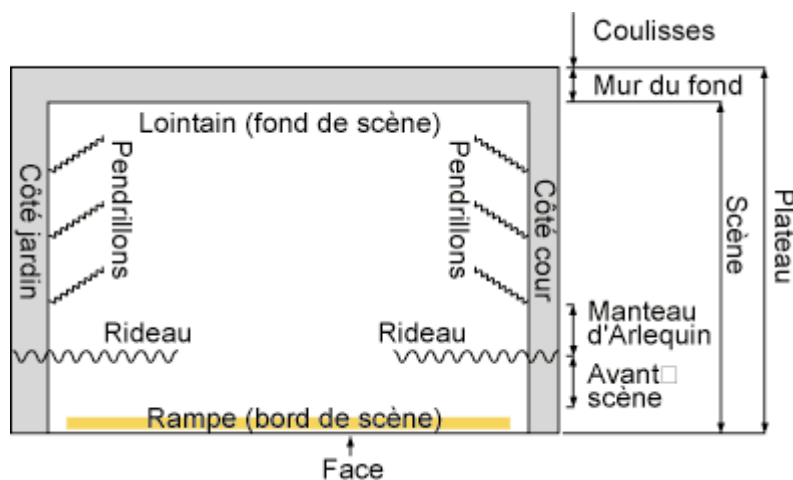 Coulisses
Mur du fond
Lointain (fond de scène)
Côté jardin
Pendrillons
Pendrillons
Côté cour
Scène
Plateau
Rideau
Rideau
Manteau
d'Arlequin
Avant□
scène
Rampe (bord de scène)
Face